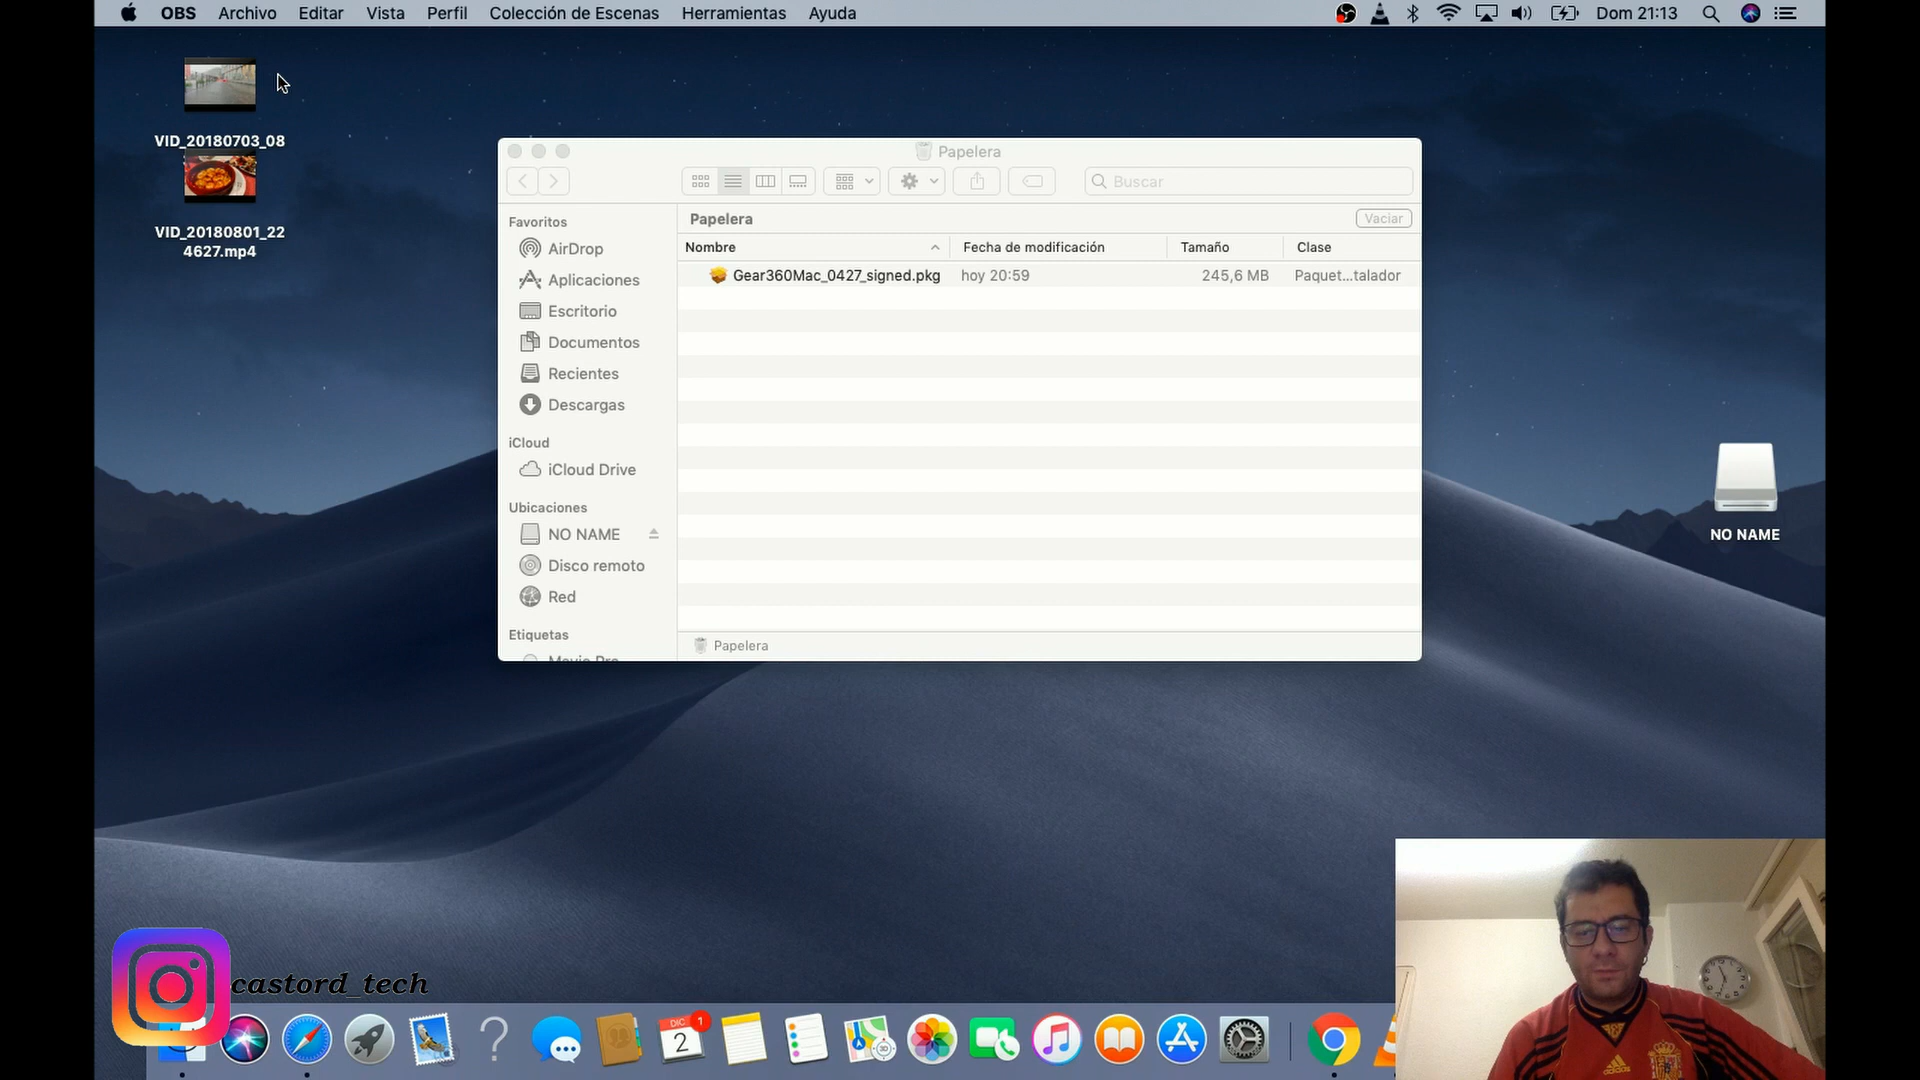 OBS Archivo Editar Vista Perfil Colección de Escenas Herramientas Ayuda Dom 21:13
VID_20180703_08
VID_20180801_22
4627.mp4
Papelera
Buscar
Papelera Vaciar
Nombre Fecha de modificación Tamaño Clase
Gear360Mac_0427_signed.pkg hoy 20:59 245,6 MB Paquet...talador
Favoritos
AirDrop
Aplicaciones
Escritorio
Documentos
Recientes
Descargas
iCloud
iCloud Drive
Ubicaciones
NO NAME
Disco remoto
Red
Etiquetas
Papelera
NO NAME
castord_tech
DIC
2
1